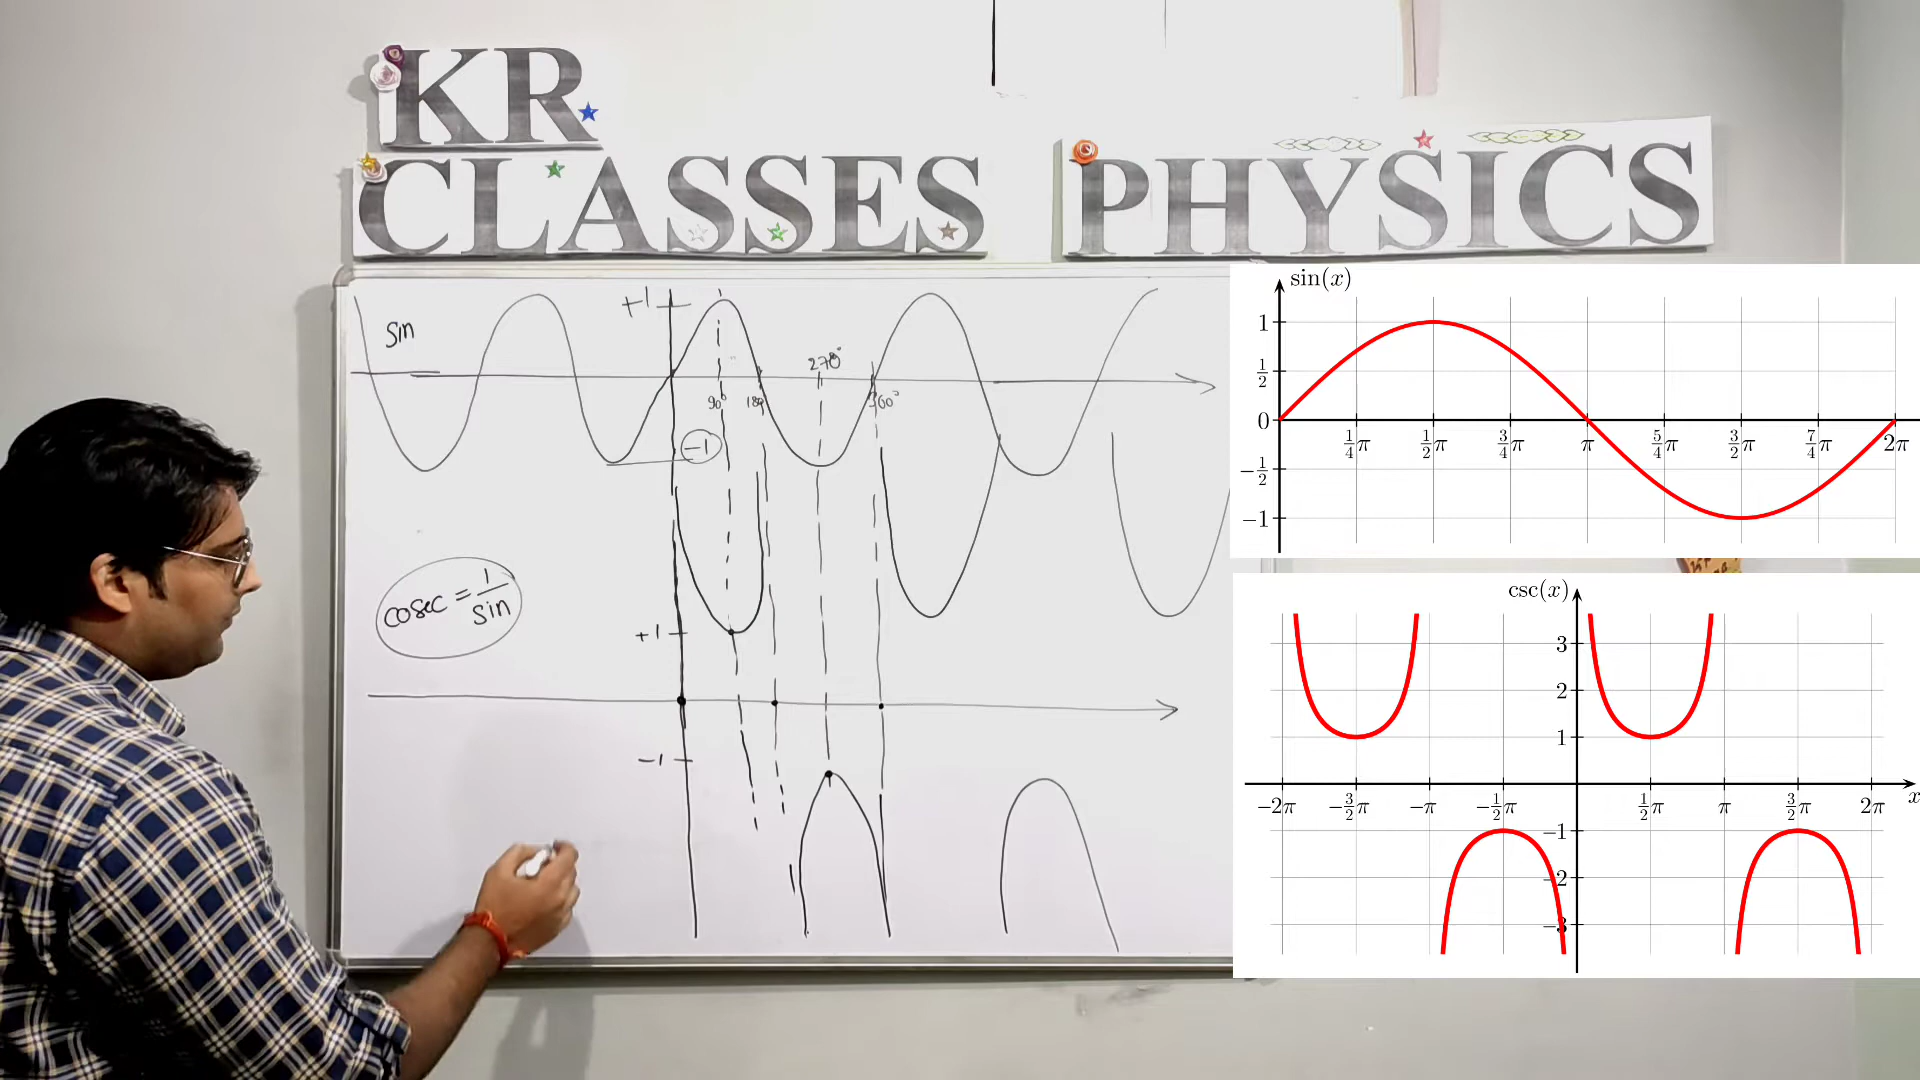 KR
CLASSES PHYSICS
+1
sin
270°
90° 180 360°
-1
cosec = 1/sin
+1
-1
sin(x)
1
1/2
0
1/4π 1/2π 3/4π π 5/4π 3/2π 7/4π 2π
-1/2
-1
csc(x)
3
2
1
-2π -3/2π -π -1/2π 1/2π π 3/2π 2π x
-1
-2
-3